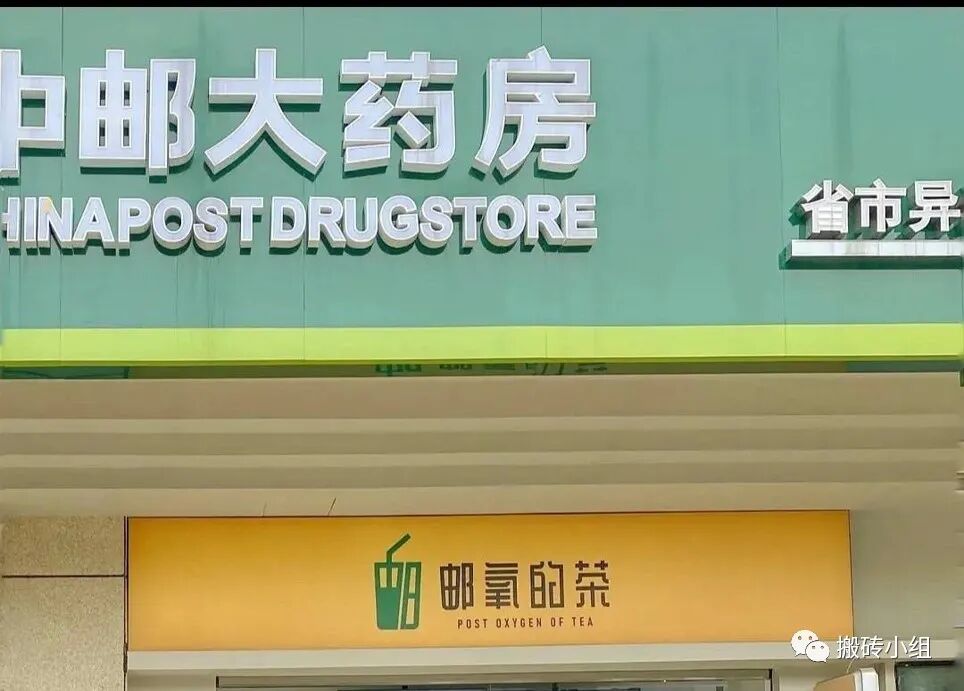 中邮大药房
HINAPOST DRUGSTORE
省市异
邮氧的茶
POST OXYGEN OF TEA
搬砖小组